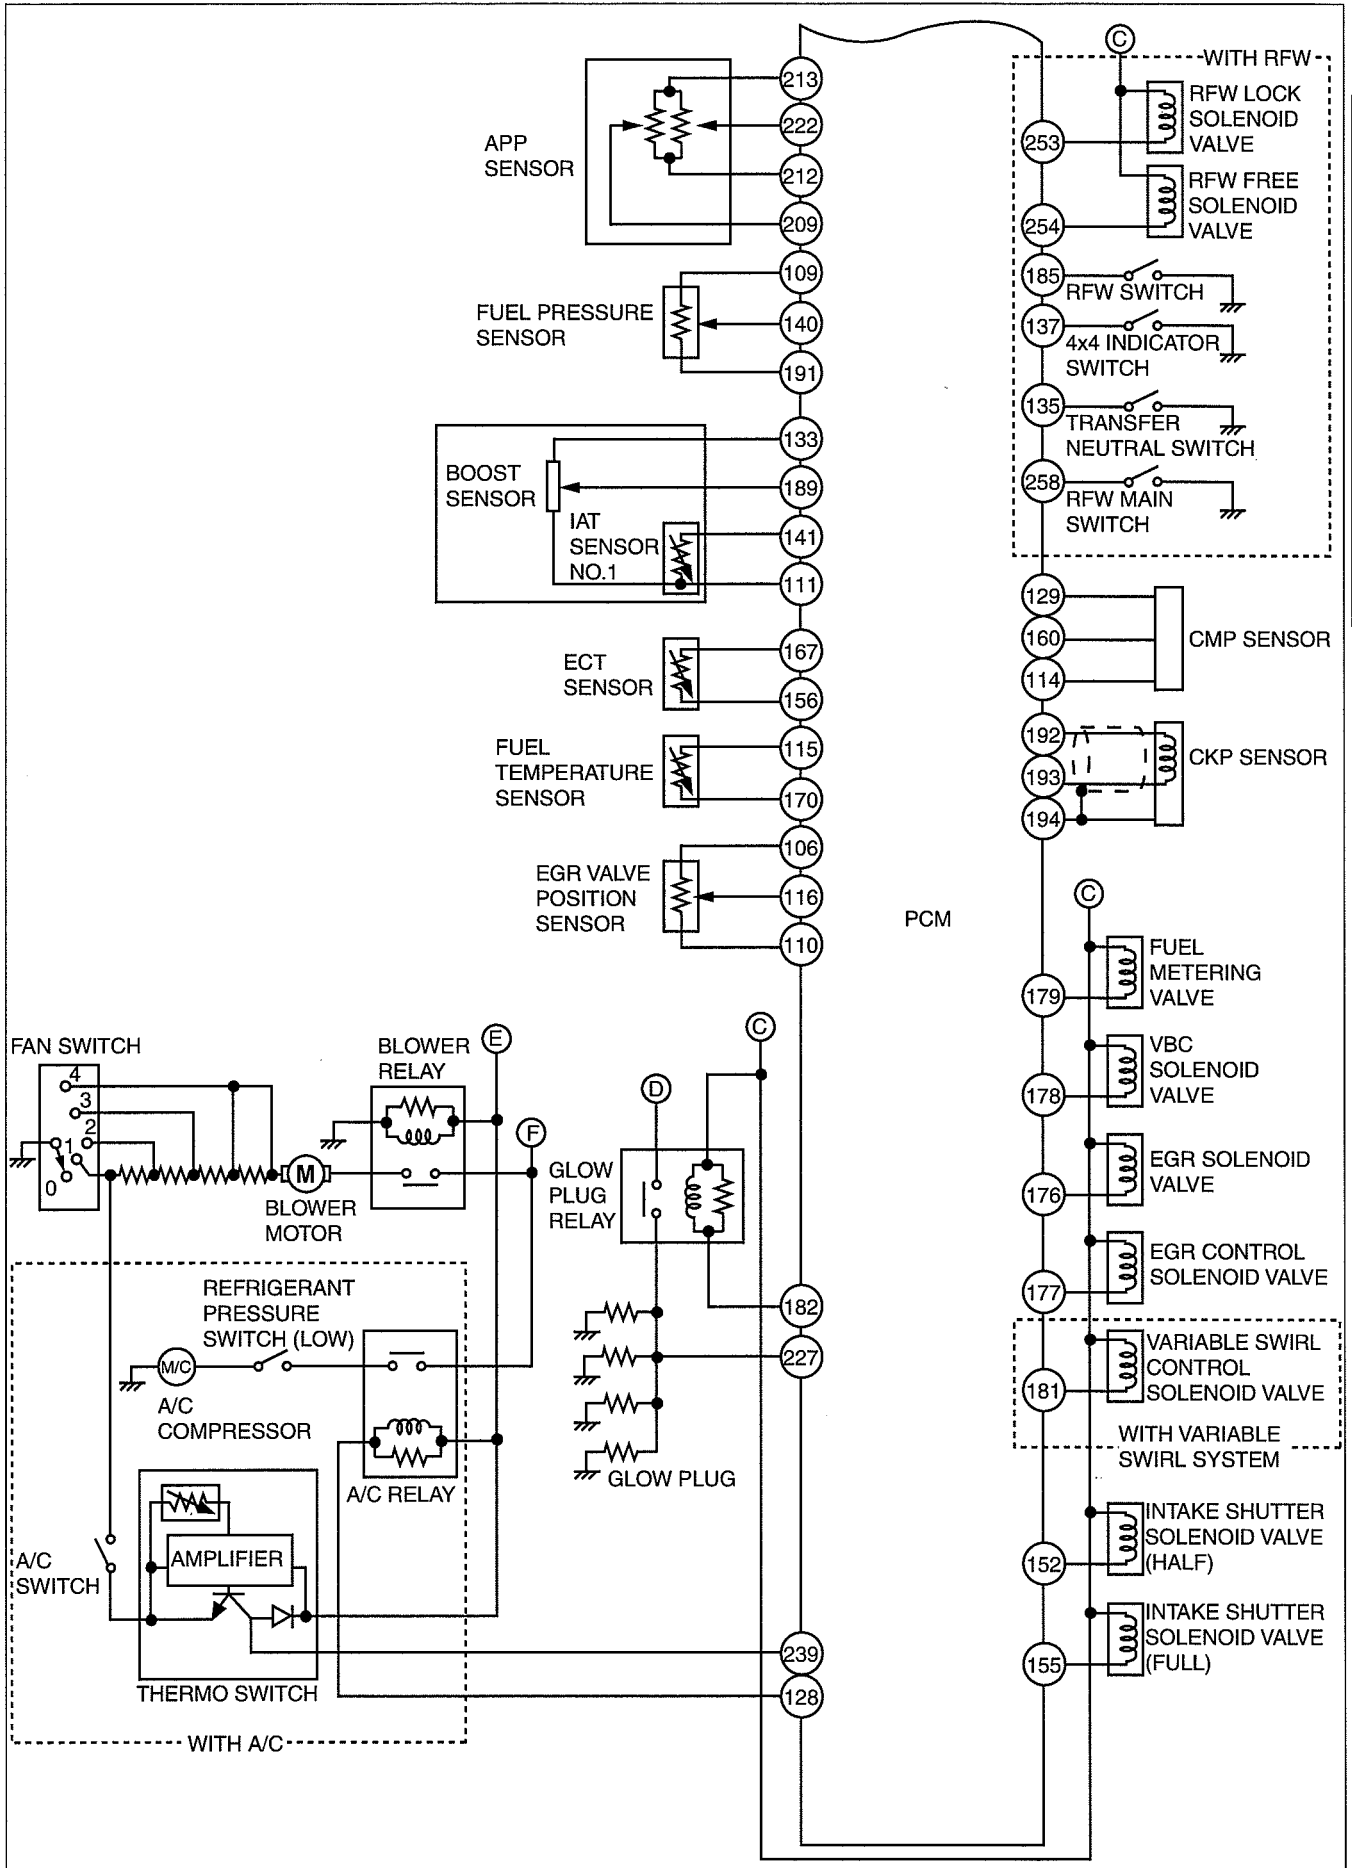 C
WITH RFW
213
APP
SENSOR
222
212
209
253
RFW LOCK
SOLENOID
VALVE
254
RFW FREE
SOLENOID
VALVE
109
FUEL PRESSURE
SENSOR
140
191
185
RFW SWITCH
137
4x4 INDICATOR
SWITCH
135
TRANSFER
NEUTRAL SWITCH
258
RFW MAIN
SWITCH
133
BOOST
SENSOR
189
IAT
SENSOR
NO.1
141
111
129
160
114
CMP SENSOR
167
ECT
SENSOR
156
192
193
194
CKP SENSOR
115
FUEL
TEMPERATURE
SENSOR
170
106
EGR VALVE
POSITION
SENSOR
116
110
PCM
C
179
FUEL
METERING
VALVE
178
VBC
SOLENOID
VALVE
176
EGR SOLENOID
VALVE
177
EGR CONTROL
SOLENOID VALVE
181
VARIABLE SWIRL
CONTROL
SOLENOID VALVE
WITH VARIABLE
SWIRL SYSTEM
152
INTAKE SHUTTER
SOLENOID VALVE
(HALF)
155
INTAKE SHUTTER
SOLENOID VALVE
(FULL)
FAN SWITCH
4
3
2
1
0
M
BLOWER
MOTOR
BLOWER
RELAY
E
F
C
D
GLOW
PLUG
RELAY
182
227
GLOW PLUG
REFRIGERANT
PRESSURE
SWITCH (LOW)
M/C
A/C
COMPRESSOR
A/C RELAY
A/C
SWITCH
AMPLIFIER
THERMO SWITCH
239
128
WITH A/C